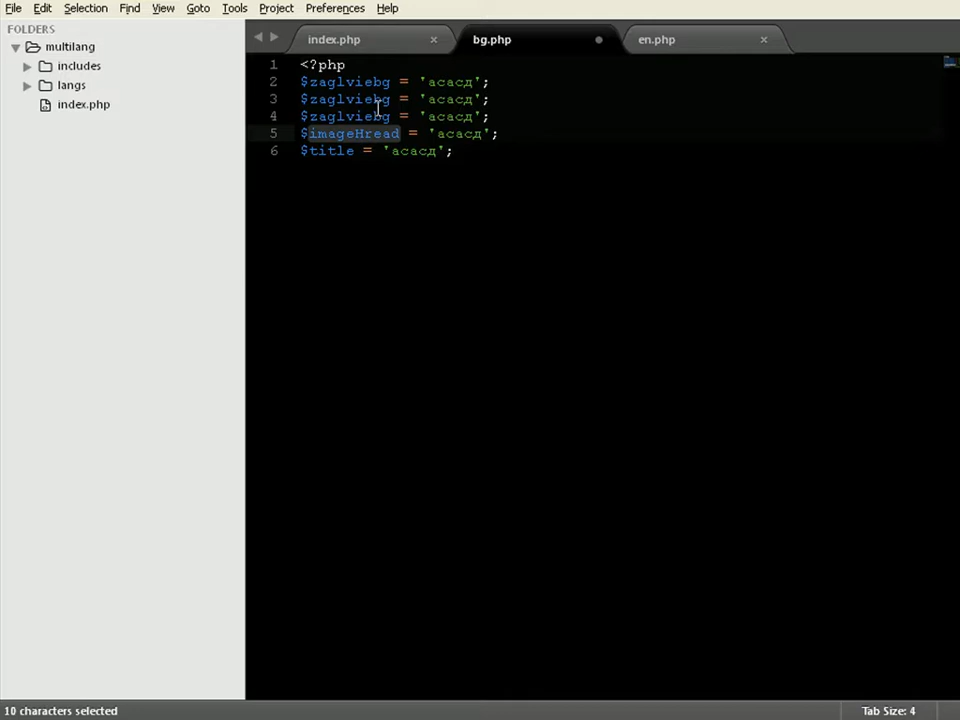 File Edit Selection Find View Goto Tools Project Preferences Help
FOLDERS
multilang
includes
langs
index.php
index.php × bg.php en.php ×
1 <?php
2 $zaglviebg = 'асасд';
3 $zaglviebg = 'асасд';
4 $zaglviebg = 'асасд';
5 $imageHread = 'асасд';
6 $title = 'асасд';
10 characters selected
Tab Size: 4